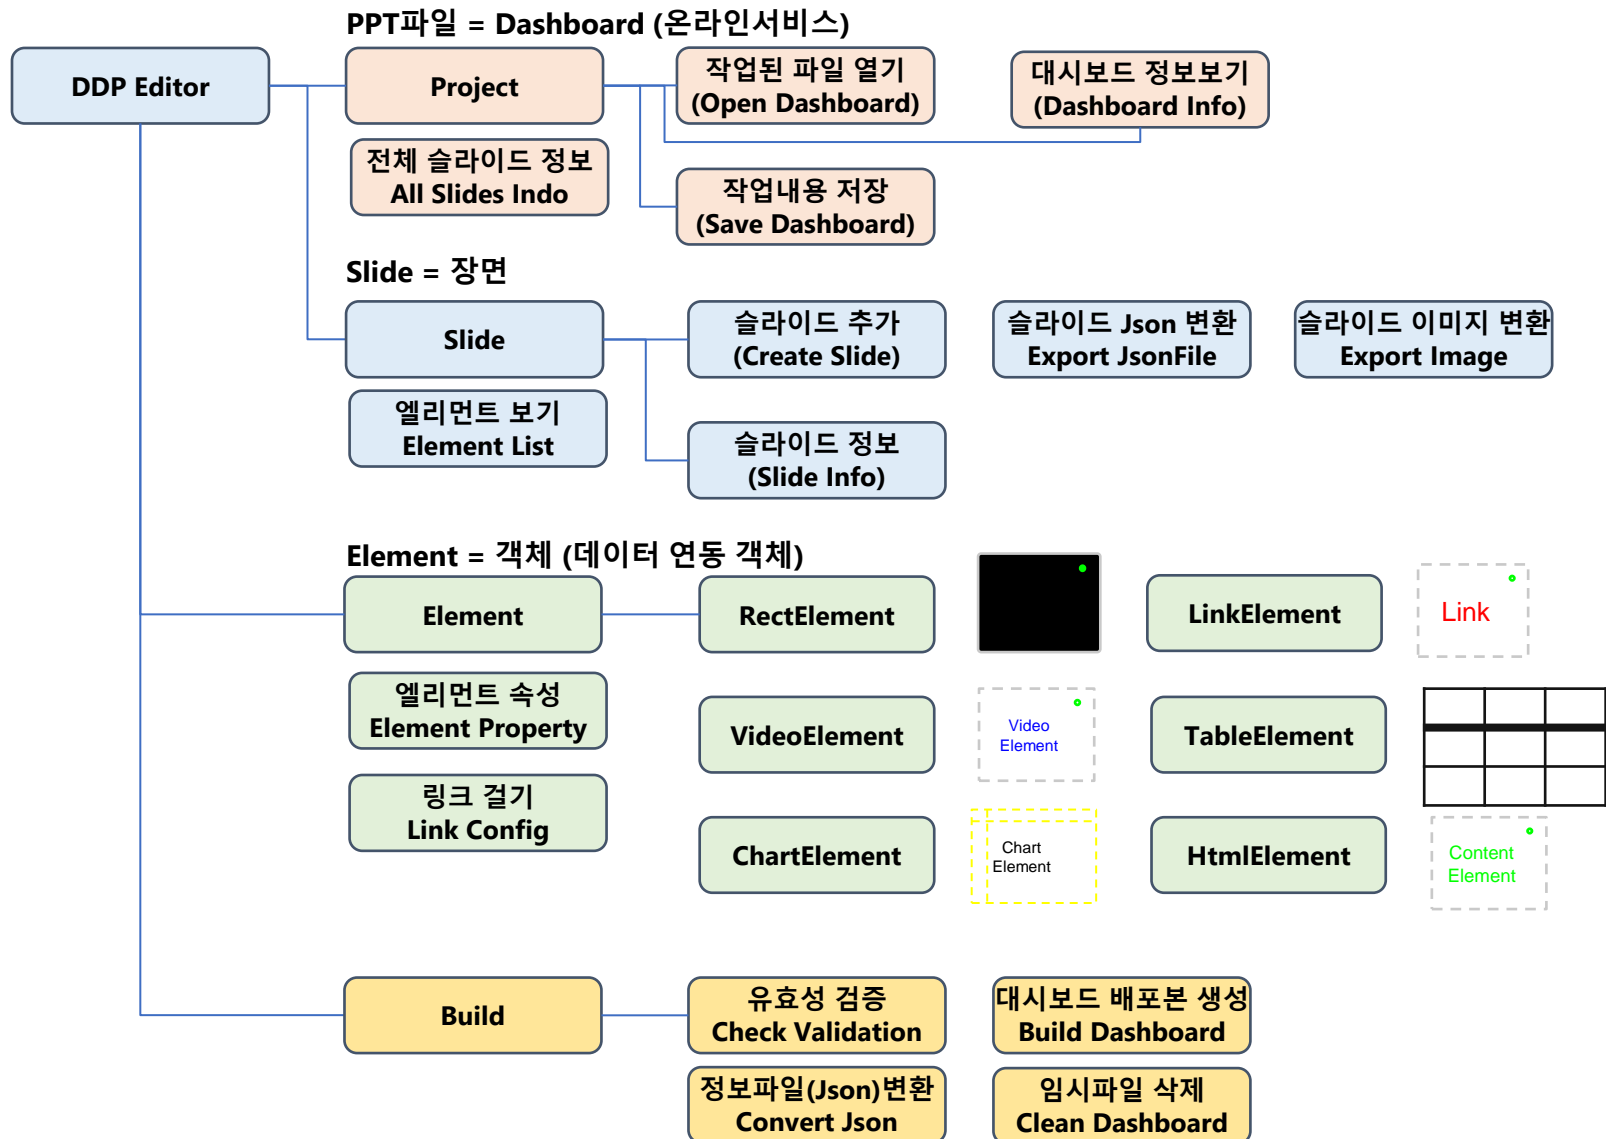 PPT파일 = Dashboard (온라인서비스)
DDP Editor
Project
작업된 파일 열기
(Open Dashboard)
대시보드 정보보기
(Dashboard Info)
전체 슬라이드 정보
All Slides Indo
작업내용 저장
(Save Dashboard)
Slide = 장면
Slide
슬라이드 추가
(Create Slide)
슬라이드 Json 변환
Export JsonFile
슬라이드 이미지 변환
Export Image
엘리먼트 보기
Element List
슬라이드 정보
(Slide Info)
Element = 객체 (데이터 연동 객체)
Element
RectElement
LinkElement
Link
엘리먼트 속성
Element Property
VideoElement
Video
Element
TableElement
링크 걸기
Link Config
ChartElement
Chart
Element
HtmlElement
Content
Element
Build
유효성 검증
Check Validation
대시보드 배포본 생성
Build Dashboard
정보파일(Json)변환
Convert Json
임시파일 삭제
Clean Dashboard